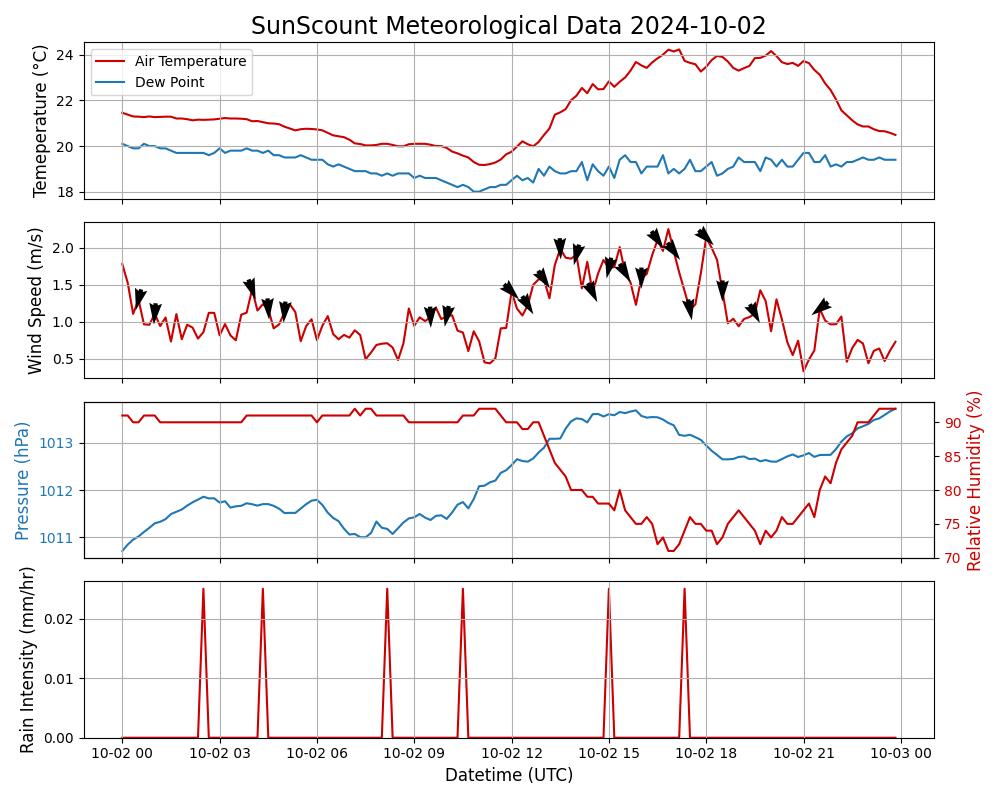 SunScount Meteorological Data 2024-10-02
Temeperature (°C)
24
22
20
18
Air Temperature
Dew Point
Wind Speed (m/s)
2.0
1.5
1.0
0.5
Pressure (hPa)
1013
1012
1011
90
85
80
75
70
Relative Humidity (%)
Rain Intensity (mm/hr)
0.02
0.01
0.00
10-02 00 10-02 03 10-02 06 10-02 09 10-02 12 10-02 15 10-02 18 10-02 21 10-03 00
Datetime (UTC)